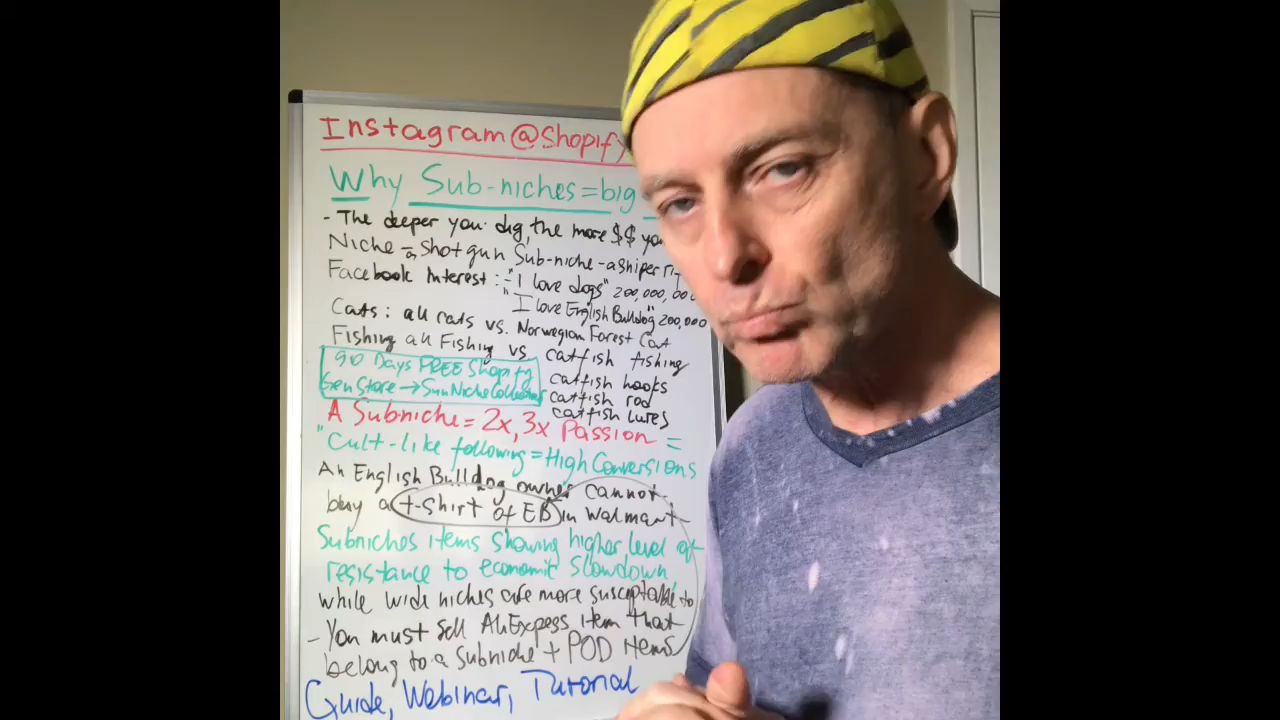 Instagram@Shopify
Why Sub-niches=big
- The deeper you dig, the more $$ you
Niche = a shotgun Sub-niche - a sniper
Facebook Interest: - "I love dogs" 200,000,000
"I love English Bulldog" 200,000
Cats: all cats vs. Norwegian Forest Cat
Fishing all Fishing vs catfish fishing
90 Days FREE Shopify
catfish hooks
Gen Store →
catfish rod
catfish lures
A Subniche = 2x, 3x Passion =
"Cult-like following = High Conversions
An English Bulldog owner cannot
buy a t-shirt of EB in Walmart
Subniches items showing higher level of
resistance to economic slowdown,
while wide niches are more susceptable to
- You must sell AliExpess item that
belong to a Subniche + POD items
Guide, Webinar, Tutorial